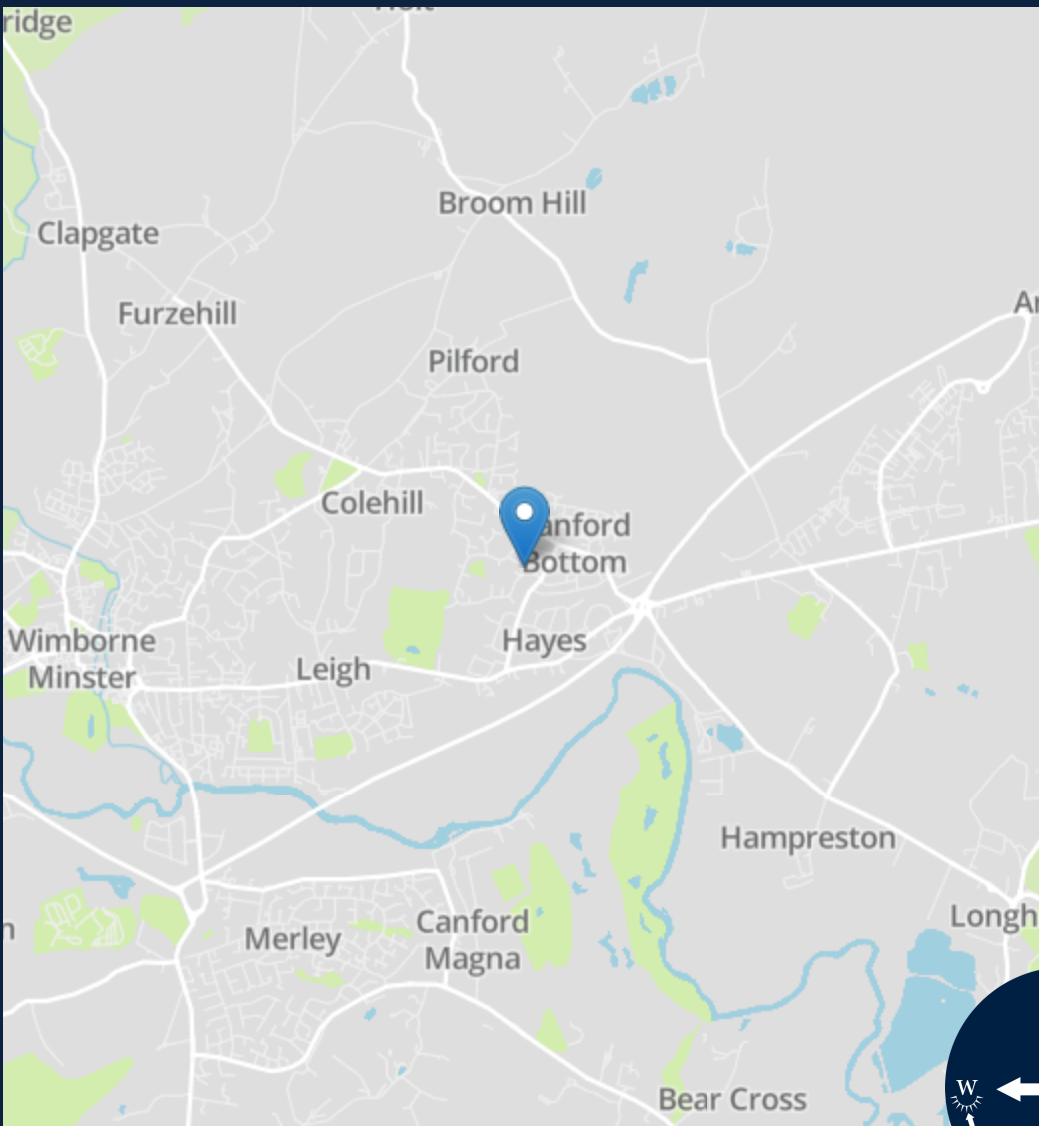 ridge
Broom Hill
Clapgate
Furzehill
Pilford
Colehill
anford
Bottom
Wimborne
Minster
Hayes
Leigh
Hampreston
Longh
Canford
Magna
Merley
Bear Cross
W